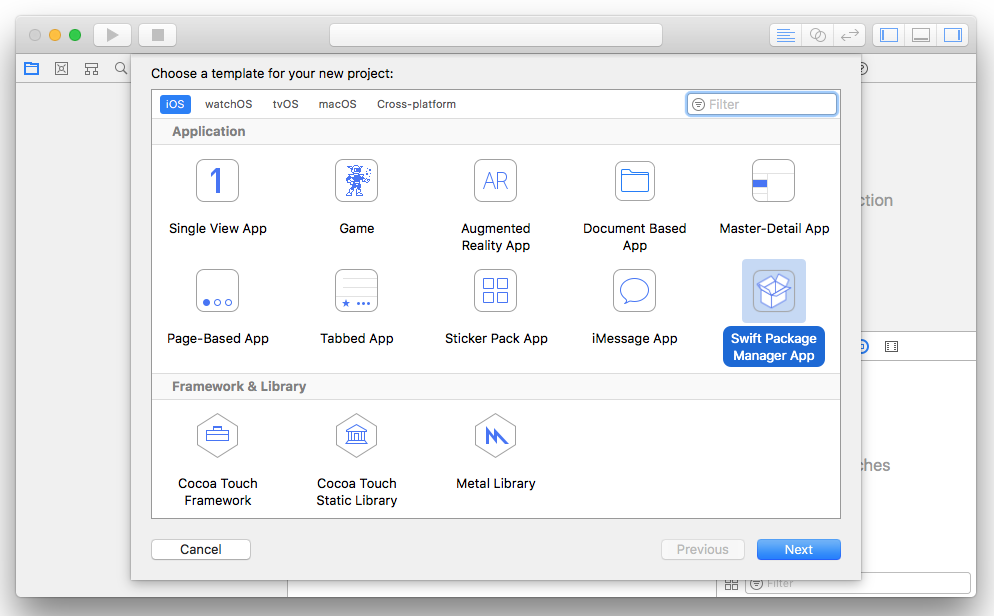 Choose a template for your new project:
iOS watchOS tvOS macOS Cross-platform Filter
Application
1 AR
Single View App Game Augmented Reality App Document Based App Master-Detail App
Page-Based App Tabbed App Sticker Pack App iMessage App Swift Package Manager App
Framework & Library
Cocoa Touch Framework Cocoa Touch Static Library Metal Library
Cancel Previous Next
ction
ches
Filter